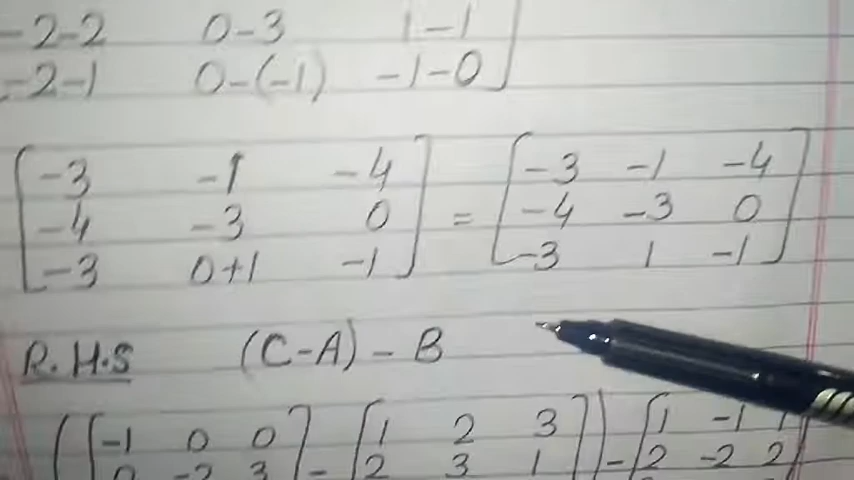 -2-2 0-3 1-1
-2-1 0-(-1) -1-0
-3 -1 -4 -3 -1 -4
-4 -3 0 = -4 -3 0
-3 0+1 -1 -3 1 -1
R.H.S (C-A) - B
-1 0 0 - 1 2 3 - 1 -1 1
0 -2 3 2 3 1 2 -2 2